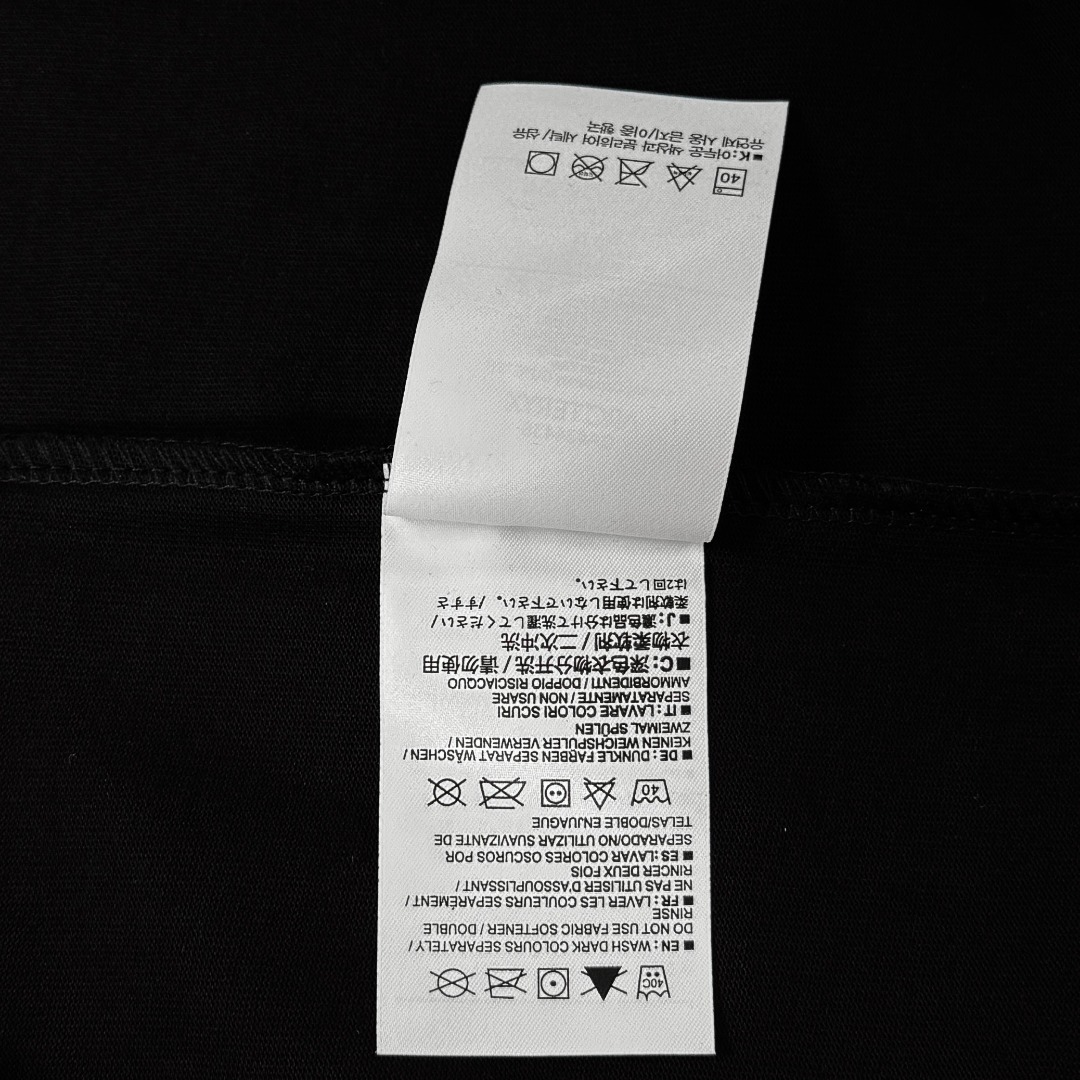 40C
■ EN: WASH DARK COLOURS SEPARATELY /
DO NOT USE FABRIC SOFTENER / DOUBLE
RINSE
■ FR: LAVER LES COULEURS SEPARÉMENT /
NE PAS UTILISER D'ASSOUPLISSANT /
RINCER DEUX FOIS
■ ES: LAVAR COLORES OSCUROS POR
SEPARADO/NO UTILIZAR SUAVIZANTE DE
TELAS/DOBLE ENJUAGUE
40
■ DE: DUNKLE FARBEN SEPARAT WÄSCHEN /
KEINEN WEICHSPÜLER VERWENDEN /
ZWEIMAL SPÜLEN
■ IT: LAVARE COLORI SCURI
SEPARATAMENTE / NON USARE
AMMORBIDENTI / DOPPIO RISCIACQUO
■ C: 深色衣物分开洗 / 请勿使用
衣物柔软剂 / 二次冲洗
■ J: 濃色品は分けて洗濯してください /
柔軟剤は使用しないで下さい。/すすぎ
は2回して下さい。
40
■ K: 어두운 색상과 분리하여 세탁/섬유
유연제 사용 금지/이중 헹굼